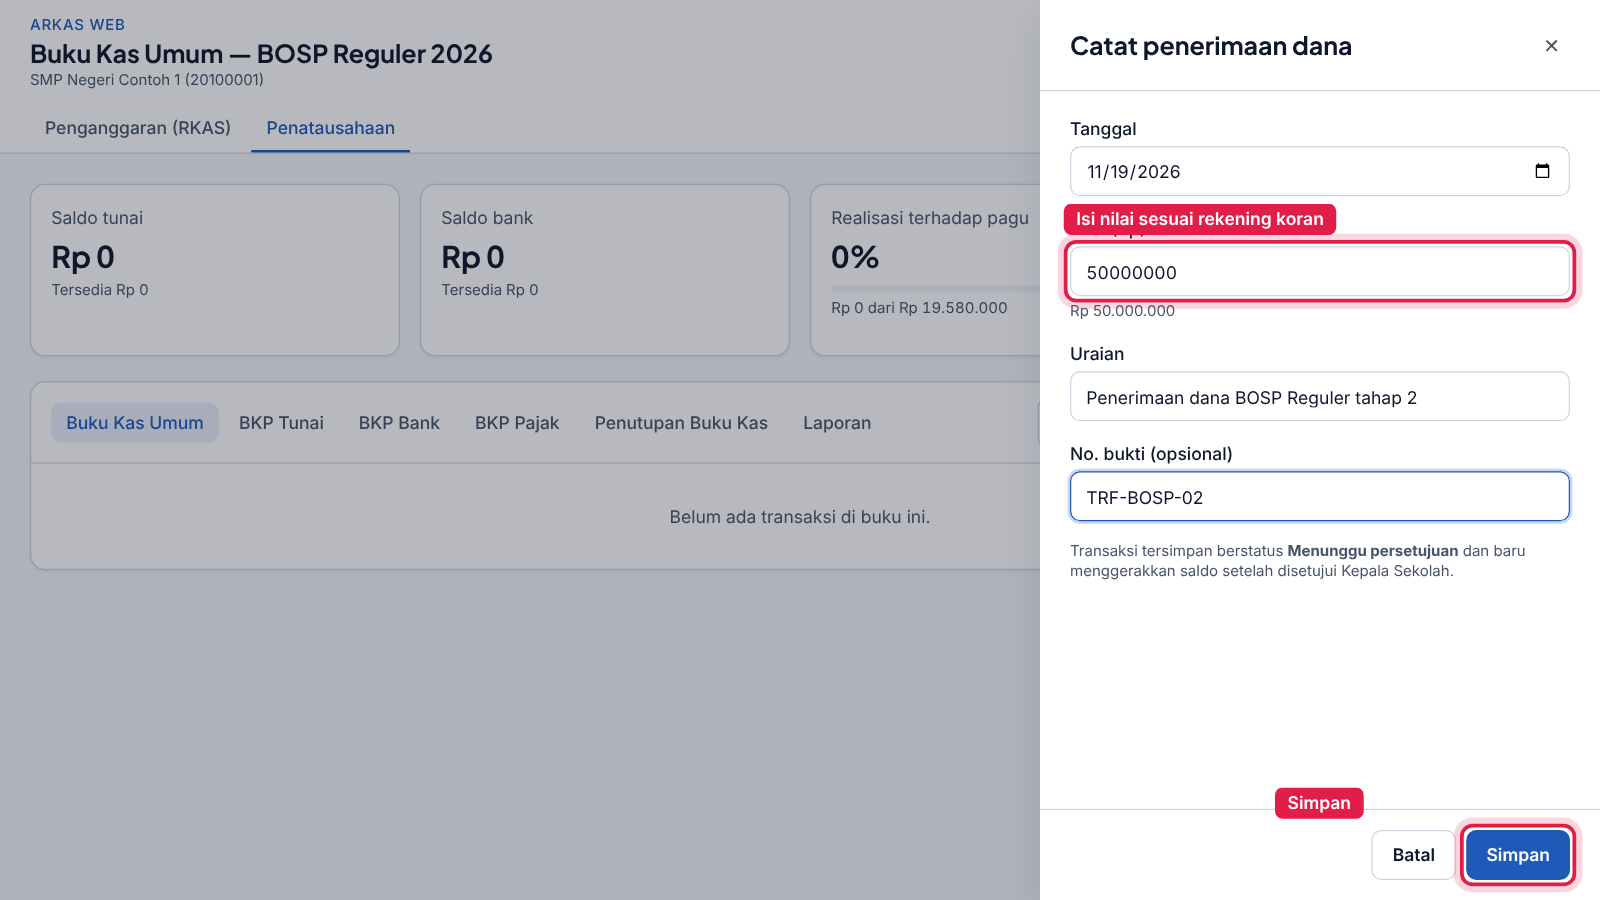 ARKAS WEB
Buku Kas Umum — BOSP Reguler 2026
SMP Negeri Contoh 1 (20100001)
Penganggaran (RKAS)
Penatausahaan
Saldo tunai
Rp 0
Tersedia Rp 0
Saldo bank
Rp 0
Tersedia Rp 0
Realisasi terhadap pagu
0%
Rp 0 dari Rp 19.580.000
Buku Kas Umum
BKP Tunai
BKP Bank
BKP Pajak
Penutupan Buku Kas
Laporan
Belum ada transaksi di buku ini.
Catat penerimaan dana
Tanggal
11/19/2026
Isi nilai sesuai rekening koran
50000000
Rp 50.000.000
Uraian
Penerimaan dana BOSP Reguler tahap 2
No. bukti (opsional)
TRF-BOSP-02
Transaksi tersimpan berstatus Menunggu persetujuan dan baru
menggerakkan saldo setelah disetujui Kepala Sekolah.
Simpan
Batal
Simpan